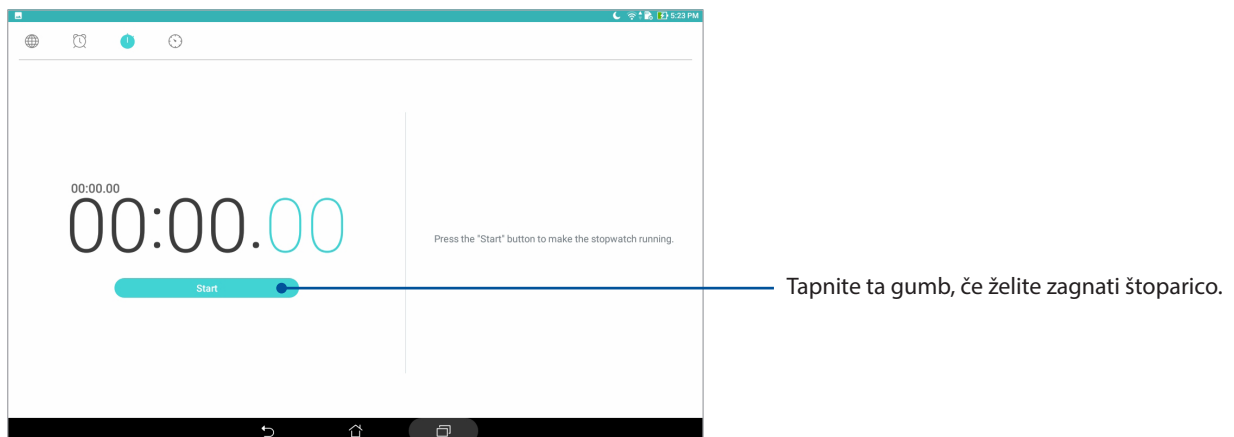 5:23 PM
00:00.00
00:00.00
Press the "Start" button to make the stopwatch running.
Start
Tapnite ta gumb, če želite zagnati štoparico.